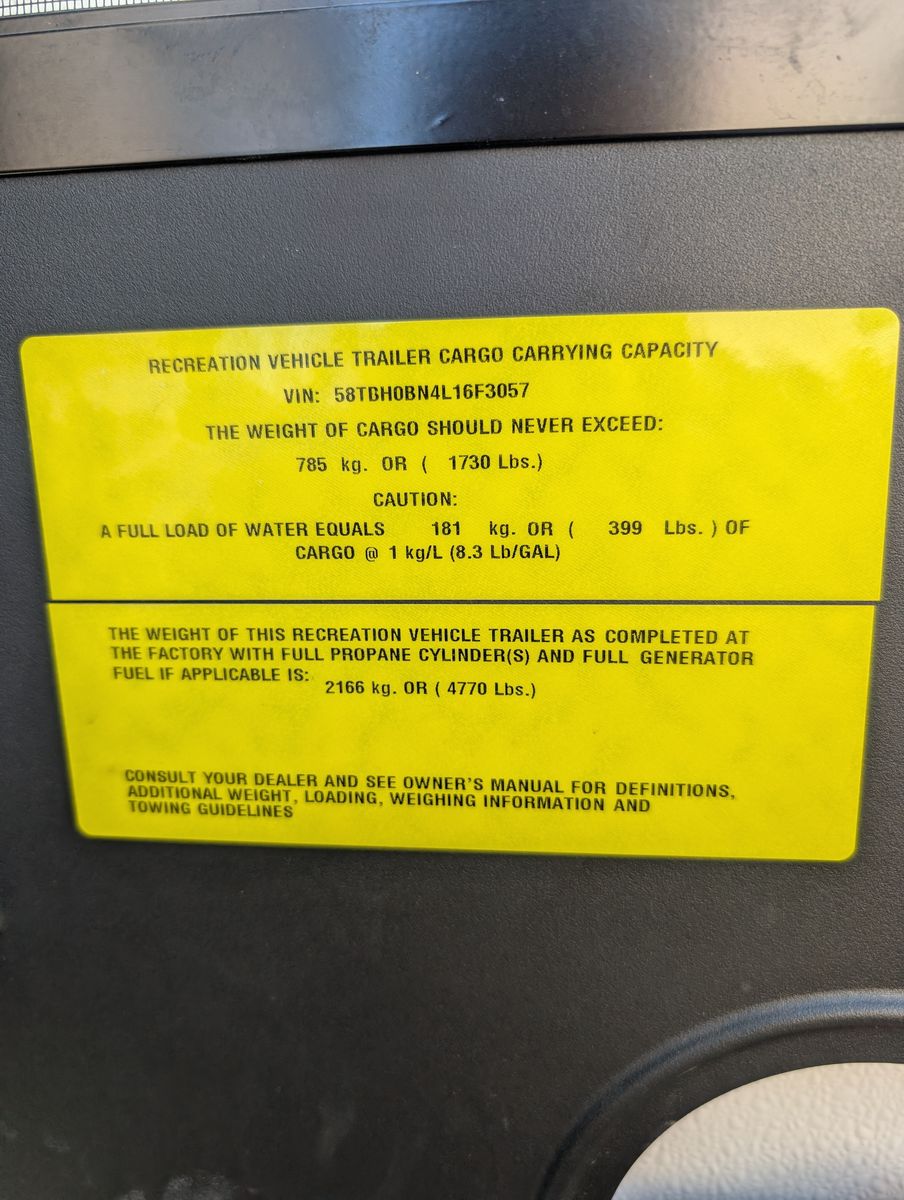 RECREATION VEHICLE TRAILER CARGO CARRYING CAPACITY
VIN: 58TBH0BN4L16F3057
THE WEIGHT OF CARGO SHOULD NEVER EXCEED:
785 kg. OR ( 1730 Lbs.)
CAUTION:
A FULL LOAD OF WATER EQUALS 181 kg. OR ( 399 Lbs. ) OF
CARGO @ 1 kg/L (8.3 Lb/GAL)
THE WEIGHT OF THIS RECREATION VEHICLE TRAILER AS COMPLETED AT
THE FACTORY WITH FULL PROPANE CYLINDER(S) AND FULL GENERATOR
FUEL IF APPLICABLE IS:
2166 kg. OR ( 4770 Lbs.)
CONSULT YOUR DEALER AND SEE OWNER'S MANUAL FOR DEFINITIONS,
ADDITIONAL WEIGHT, LOADING, WEIGHING INFORMATION AND
TOWING GUIDELINES